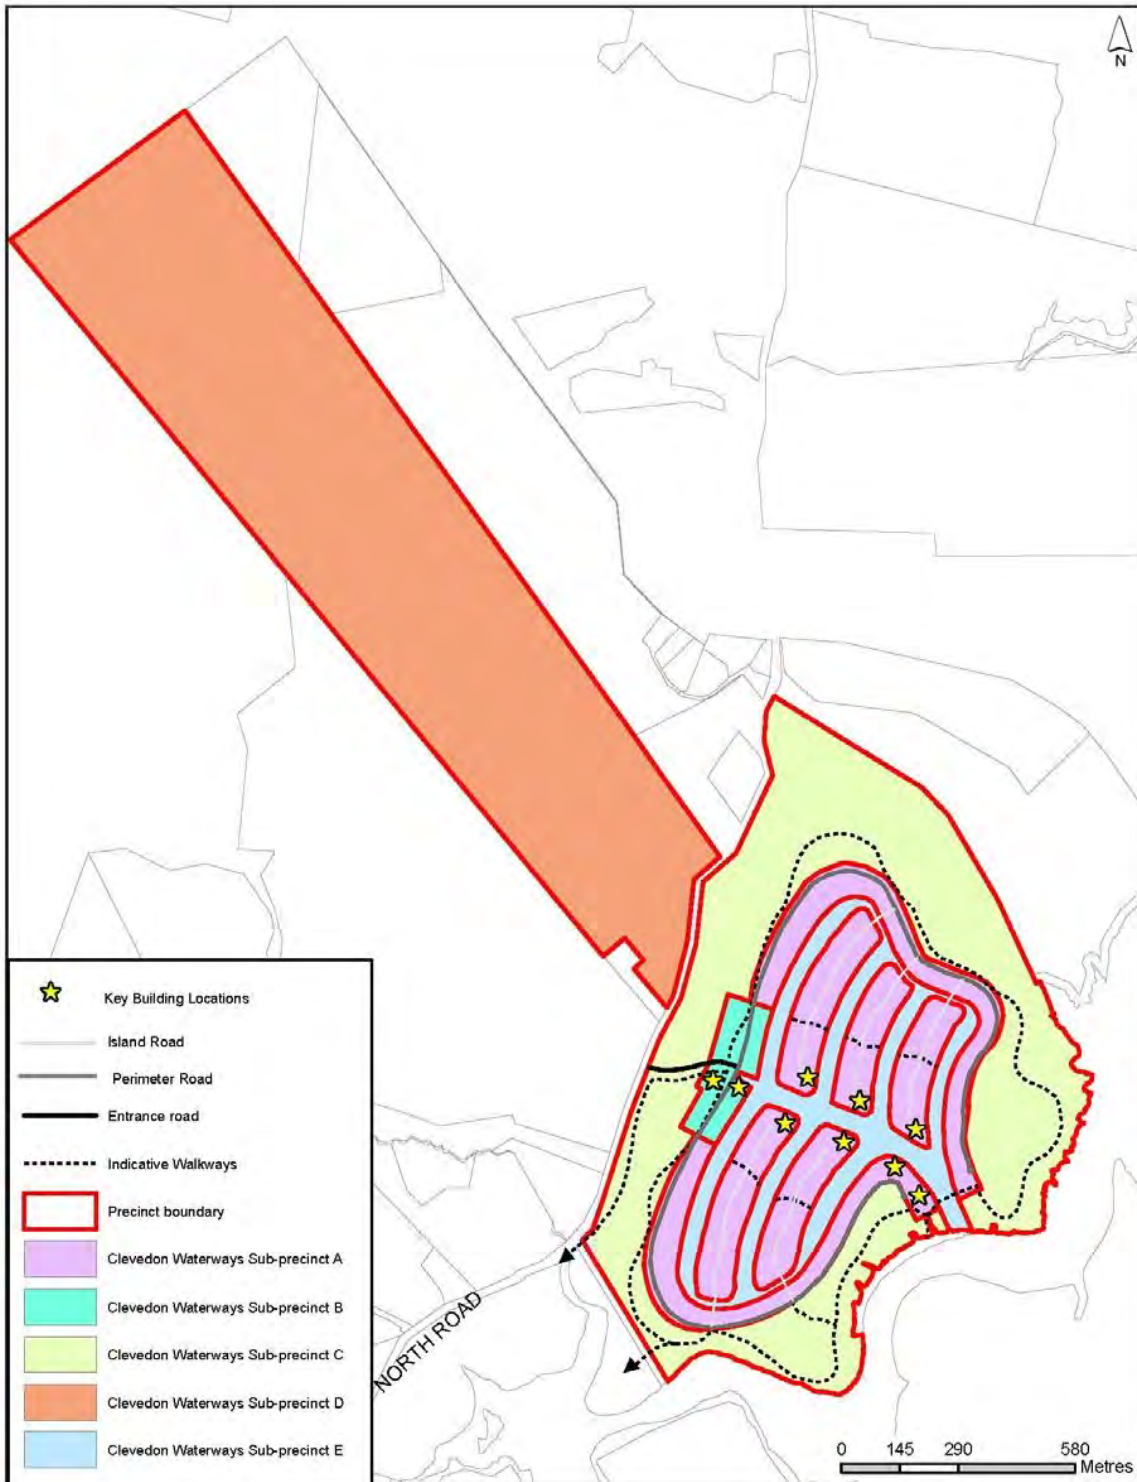 N
Key Building Locations
Island Road
Perimeter Road
Entrance road
Indicative Walkways
Precinct boundary
Clevedon Waterways Sub-precinct A
Clevedon Waterways Sub-precinct B
Clevedon Waterways Sub-precinct C
Clevedon Waterways Sub-precinct D
Clevedon Waterways Sub-precinct E
NORTH ROAD
0 145 290 580
Metres